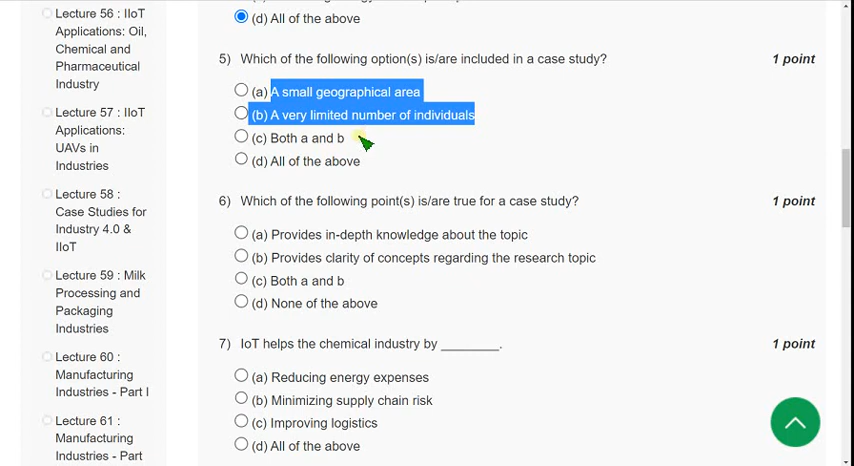 Lecture 56 : IIoT
Applications: Oil,
Chemical and
Pharmaceutical
Industry
Lecture 57 : IIoT
Applications:
UAVs in
Industries
Lecture 58 :
Case Studies for
Industry 4.0 &
IIoT
Lecture 59 : Milk
Processing and
Packaging
Industries
Lecture 60 :
Manufacturing
Industries - Part I
Lecture 61 :
Manufacturing
Industries - Part
(d) All of the above
5) Which of the following option(s) is/are included in a case study? 1 point
(a) A small geographical area
(b) A very limited number of individuals
(c) Both a and b
(d) All of the above
6) Which of the following point(s) is/are true for a case study? 1 point
(a) Provides in-depth knowledge about the topic
(b) Provides clarity of concepts regarding the research topic
(c) Both a and b
(d) None of the above
7) IoT helps the chemical industry by ________. 1 point
(a) Reducing energy expenses
(b) Minimizing supply chain risk
(c) Improving logistics
(d) All of the above